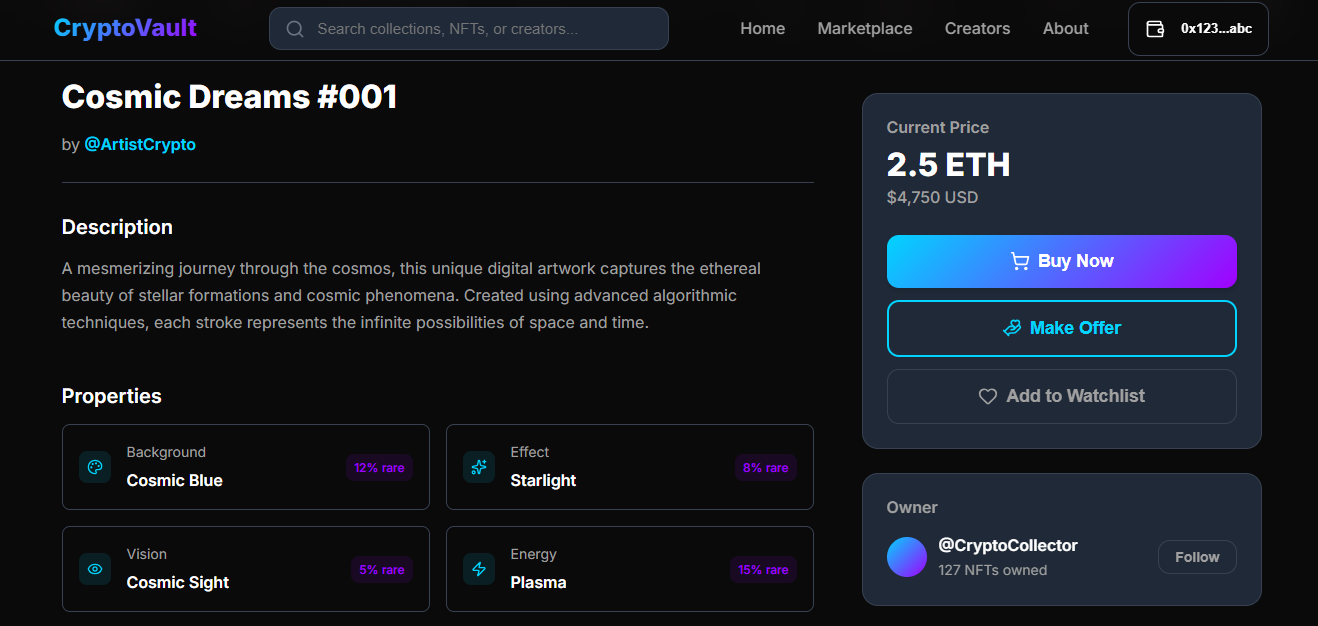 CryptoVault
Search collections, NFTs, or creators...
Home
Marketplace
Creators
About
0x123...abc
Cosmic Dreams #001
by @ArtistCrypto
Description
A mesmerizing journey through the cosmos, this unique digital artwork captures the ethereal
beauty of stellar formations and cosmic phenomena. Created using advanced algorithmic
techniques, each stroke represents the infinite possibilities of space and time.
Properties
Background
Cosmic Blue
12% rare
Effect
Starlight
8% rare
Vision
Cosmic Sight
5% rare
Energy
Plasma
15% rare
Current Price
2.5 ETH
$4,750 USD
Buy Now
Make Offer
Add to Watchlist
Owner
@CryptoCollector
127 NFTs owned
Follow